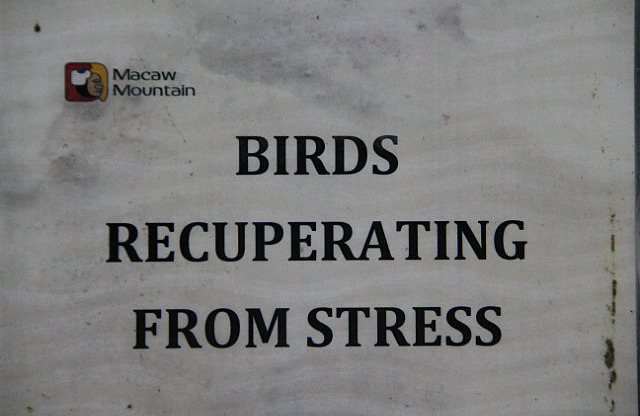 Macaw
Mountain
BIRDS
RECUPERATING
FROM STRESS